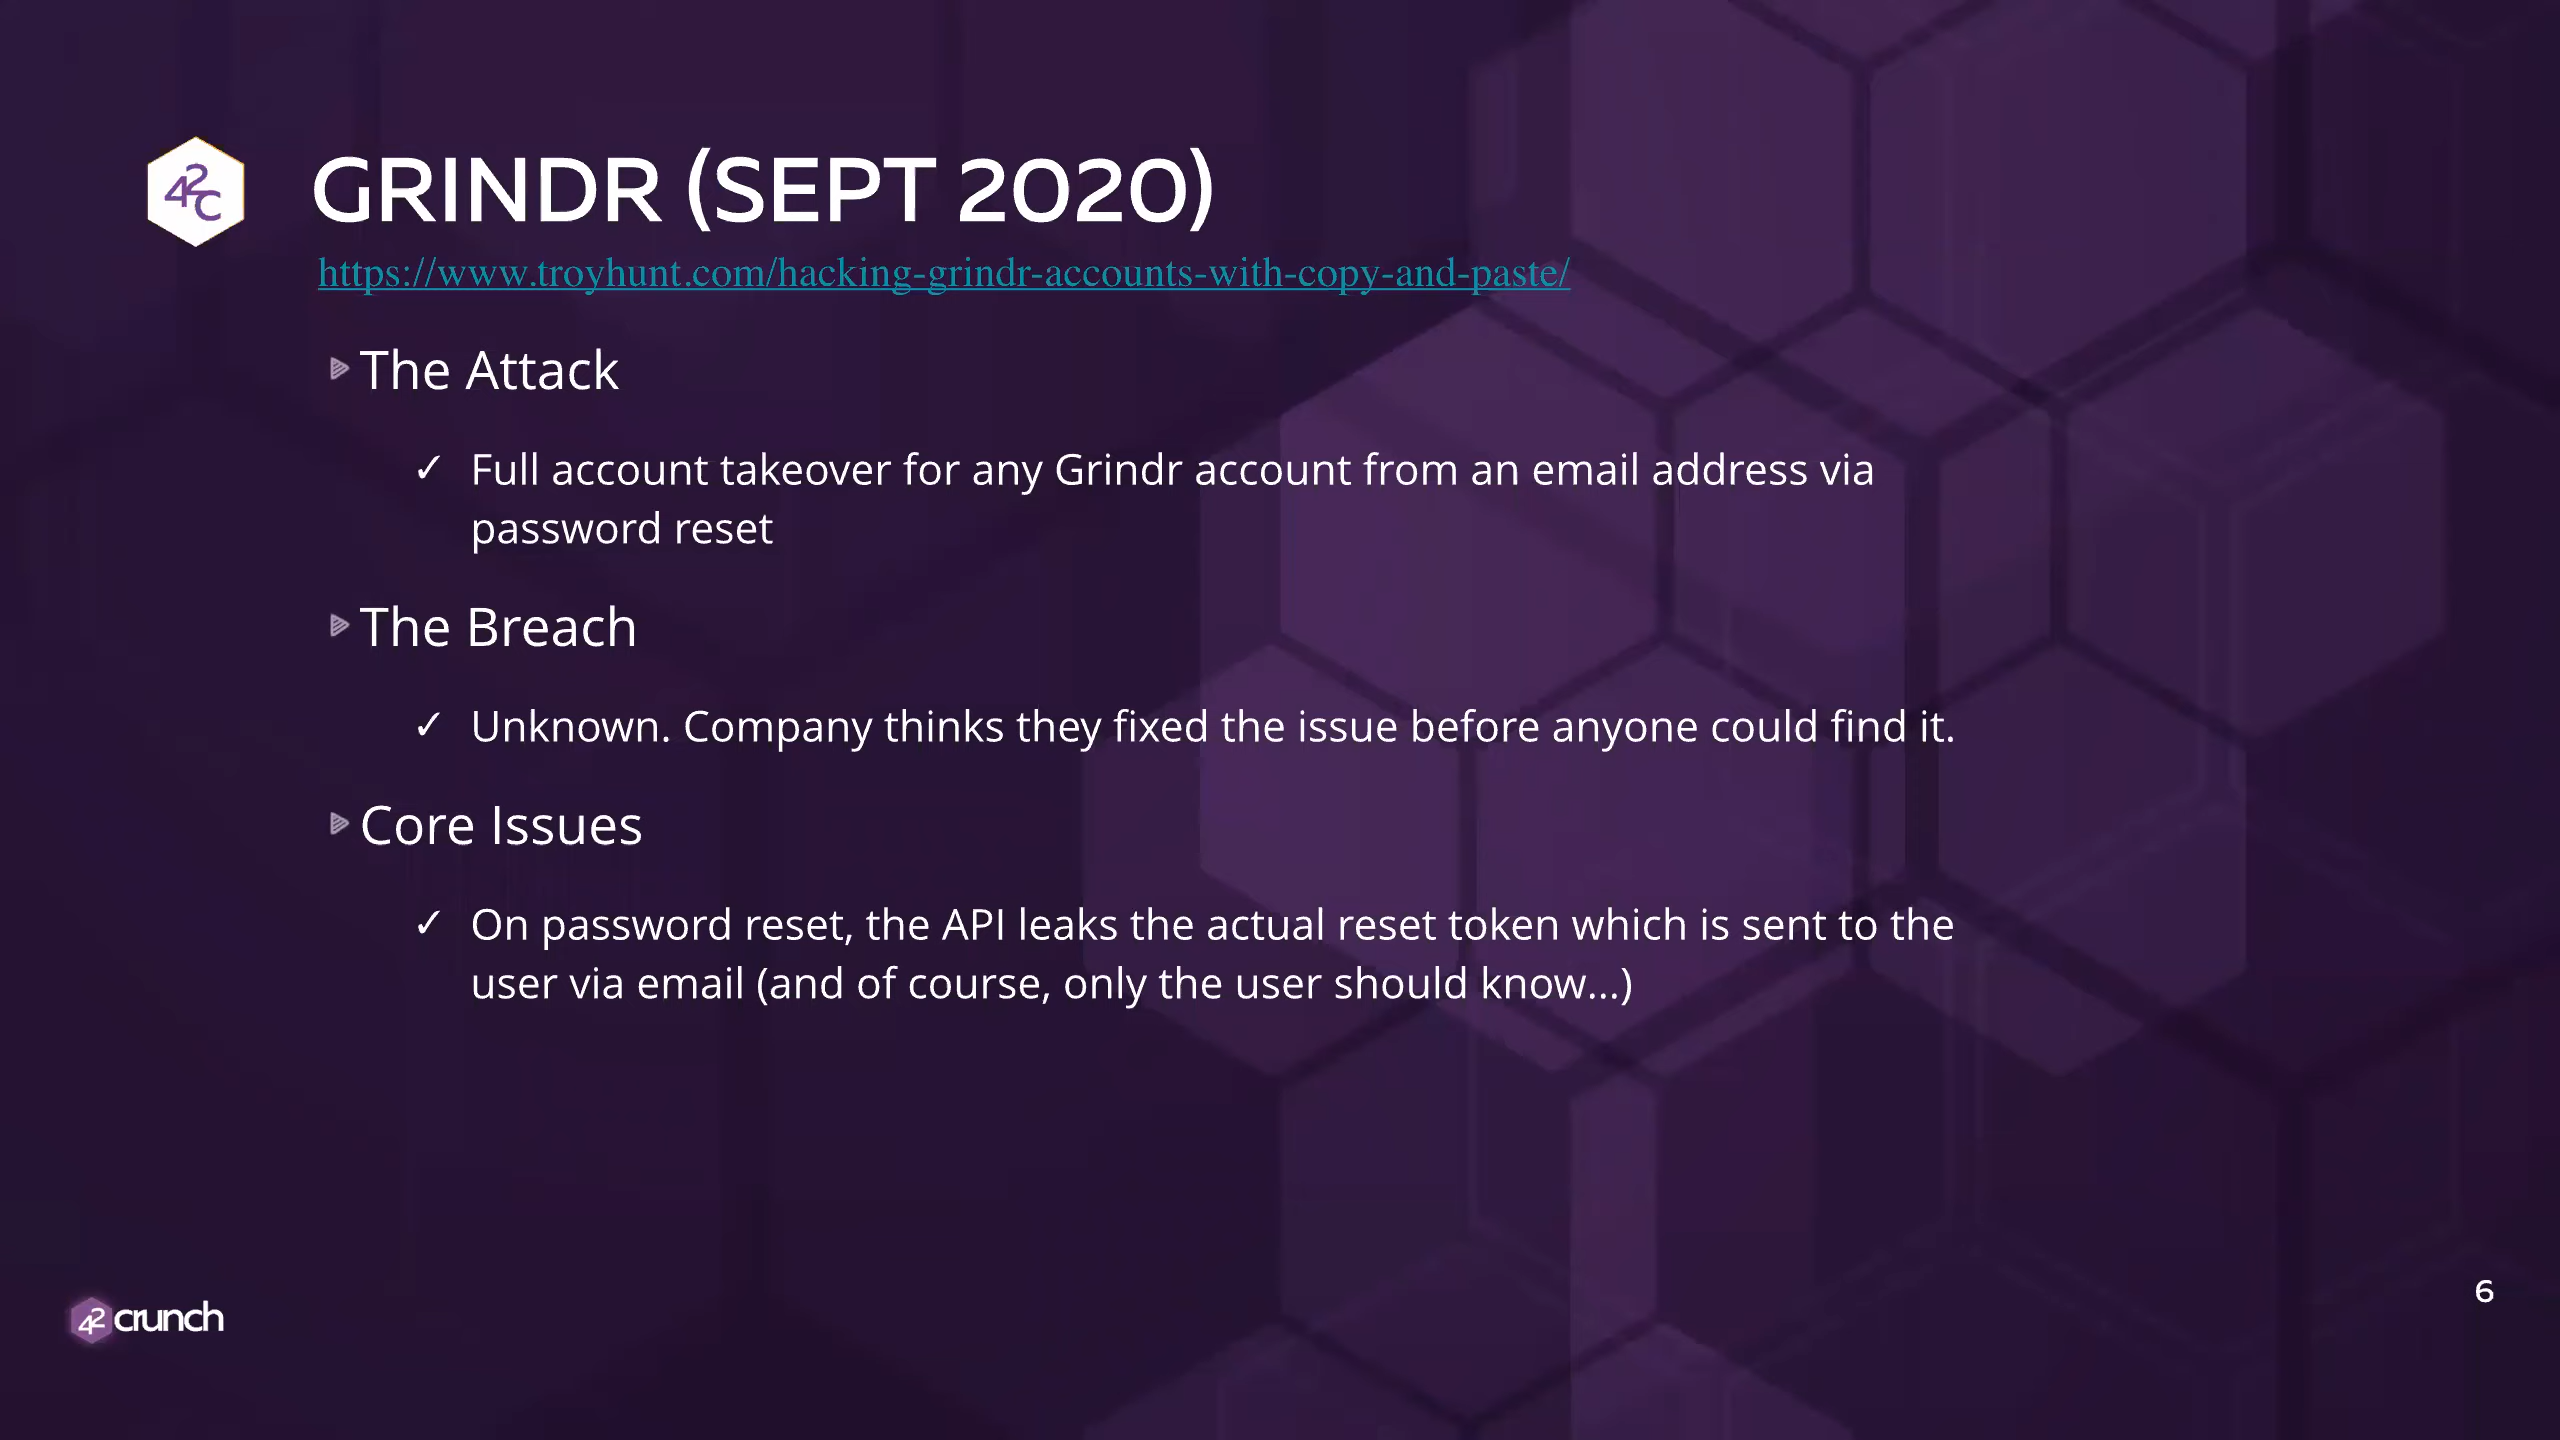 42C
GRINDR (SEPT 2020)
https://www.troyhunt.com/hacking-grindr-accounts-with-copy-and-paste/
The Attack
✓ Full account takeover for any Grindr account from an email address via
password reset
The Breach
✓ Unknown. Company thinks they fixed the issue before anyone could find it.
Core Issues
✓ On password reset, the API leaks the actual reset token which is sent to the
user via email (and of course, only the user should know...)
42crunch
6